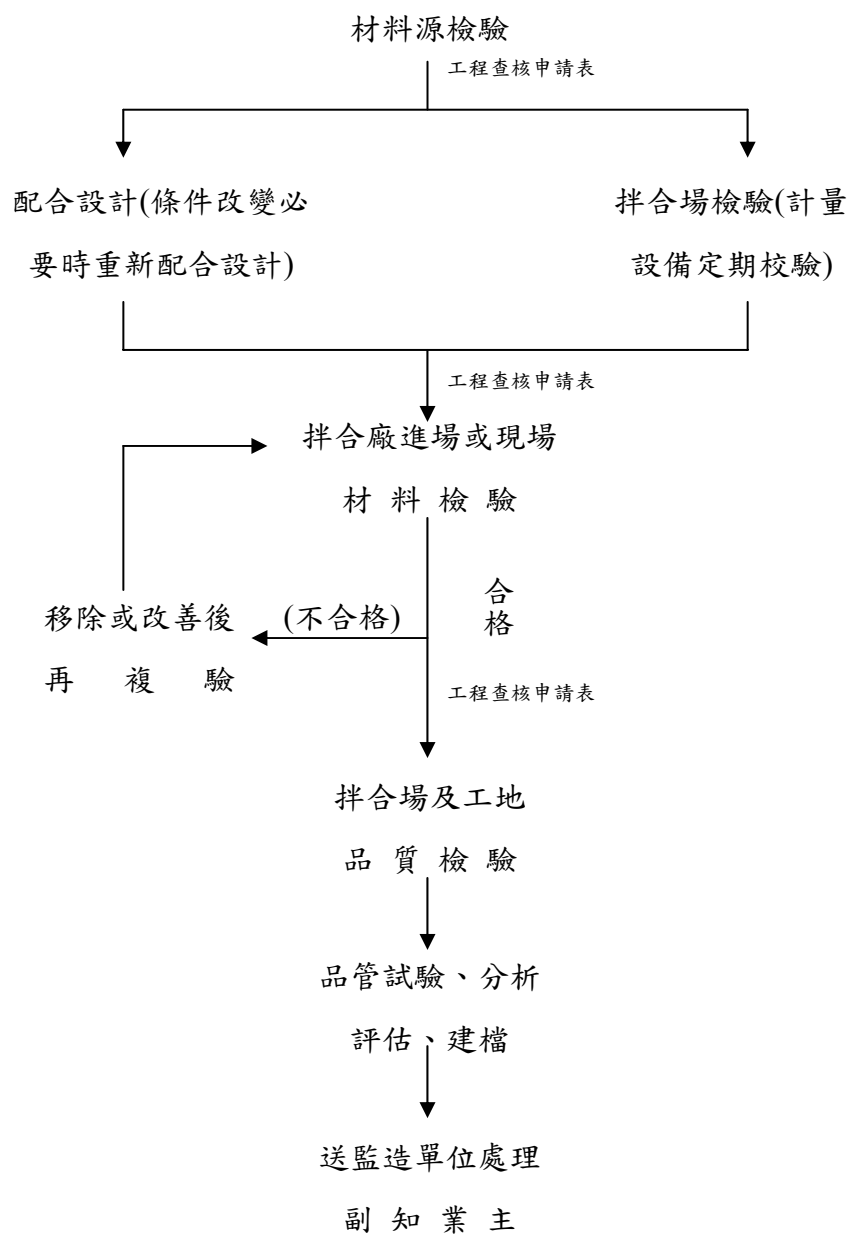 材料源檢驗
工程查核申請表
配合設計(條件改變必
要時重新配合設計)
拌合場檢驗(計量
設備定期校驗)
工程查核申請表
拌合廠進場或現場
材料檢驗
合格
移除或改善後
再複驗
(不合格)
工程查核申請表
拌合場及工地
品質檢驗
品管試驗、分析
評估、建檔
送監造單位處理
副知業主